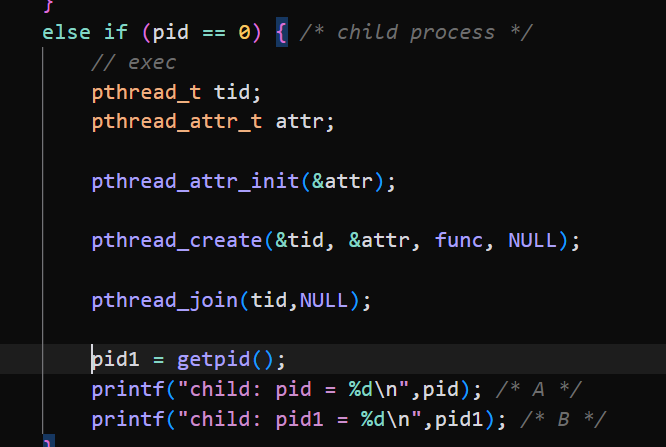 }
else if (pid == 0) { /* child process */
// exec
pthread_t tid;
pthread_attr_t attr;
pthread_attr_init(&attr);
pthread_create(&tid, &attr, func, NULL);
pthread_join(tid,NULL);
pid1 = getpid();
printf("child: pid = %d\n",pid); /* A */
printf("child: pid1 = %d\n",pid1); /* B */
}